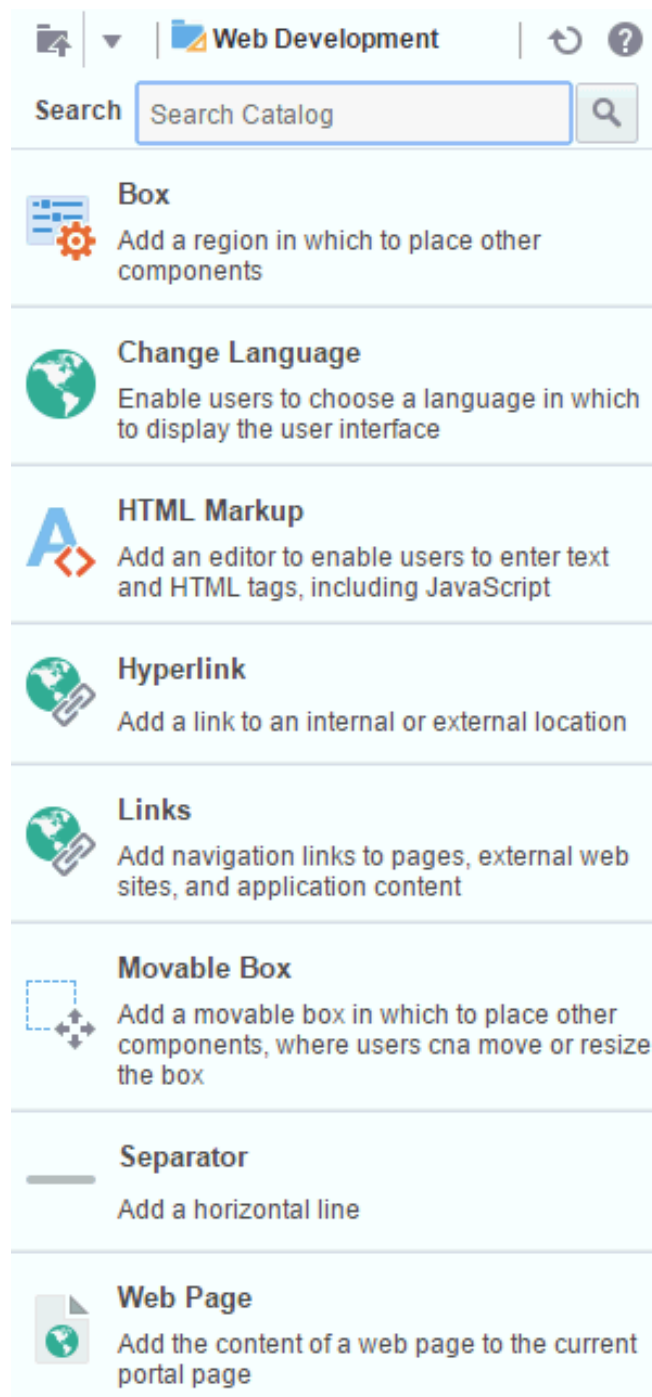 Web Development
Search Search Catalog
Box
Add a region in which to place other
components
Change Language
Enable users to choose a language in which
to display the user interface
HTML Markup
Add an editor to enable users to enter text
and HTML tags, including JavaScript
Hyperlink
Add a link to an internal or external location
Links
Add navigation links to pages, external web
sites, and application content
Movable Box
Add a movable box in which to place other
components, where users cna move or resize
the box
Separator
Add a horizontal line
Web Page
Add the content of a web page to the current
portal page